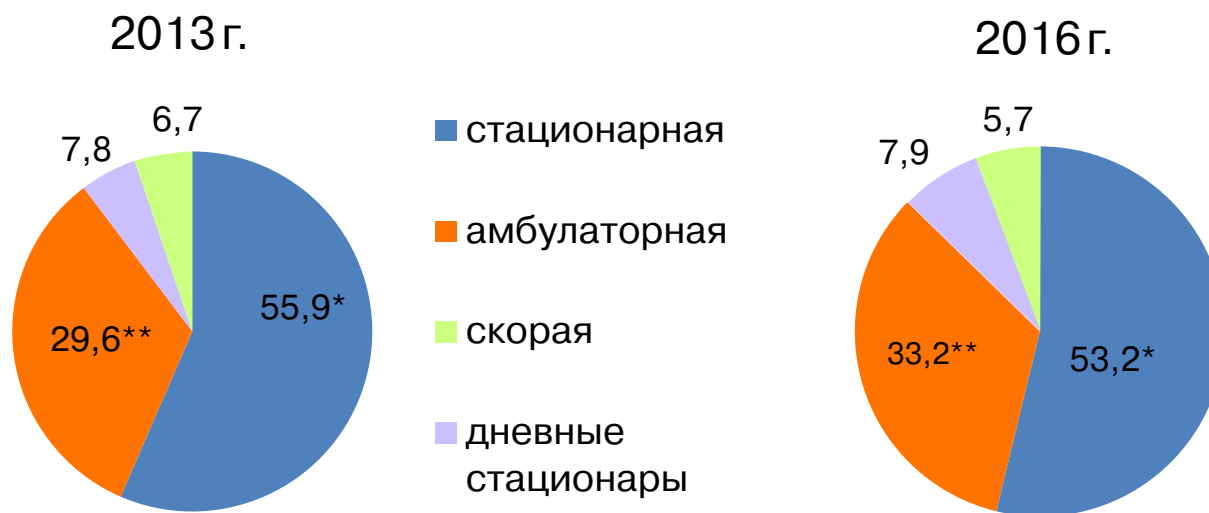 2013 г.
6,7
7,8
55,9*
29,6**
стационарная
амбулаторная
скорая
дневные
стационары
2016 г.
5,7
7,9
33,2**
53,2*